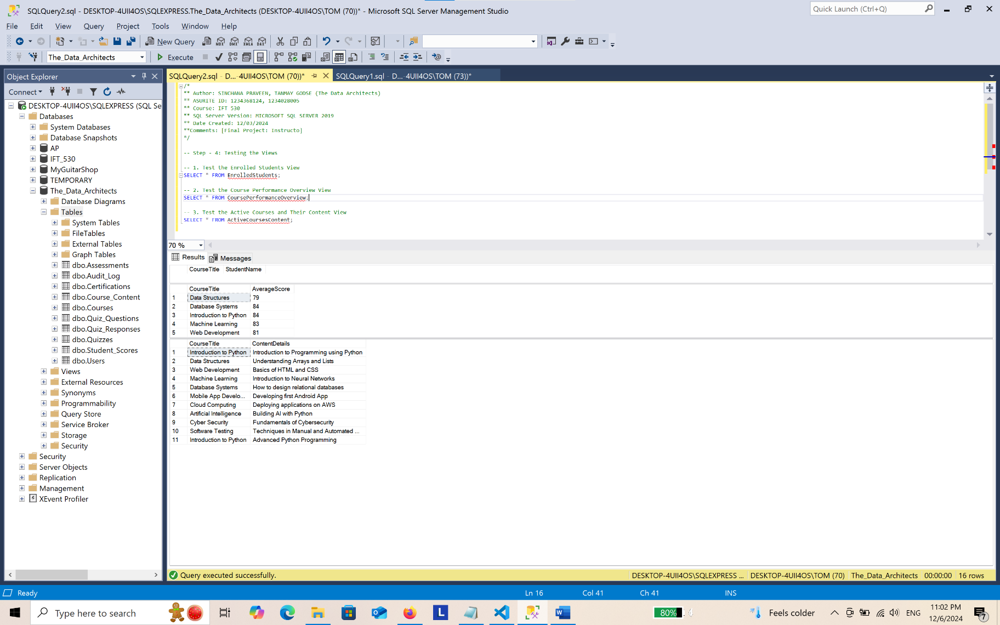 SQLQuery2.sql - DESKTOP-4UII4OS\SQLEXPRESS.The_Data_Architects (DESKTOP-4UII4OS\TOM (70))* - Microsoft SQL Server Management Studio
Quick Launch (Ctrl+Q)
File Edit View Query Project Tools Window Help
New Query
MDX DMX XMLA DAX
The_Data_Architects
Execute
Object Explorer
SQLQuery2.sql - D...-4UII4OS\TOM (70))*
SQLQuery1.sql - D...-4UII4OS\TOM (73))*
Connect
DESKTOP-4UII4OS\SQLEXPRESS (SQL Se
Databases
System Databases
Database Snapshots
AP
IFT_530
MyGuitarShop
TEMPORARY
The_Data_Architects
Database Diagrams
Tables
System Tables
FileTables
External Tables
Graph Tables
dbo.Assessments
dbo.Audit_Log
dbo.Certifications
dbo.Course_Content
dbo.Courses
dbo.Quiz_Questions
dbo.Quiz_Responses
dbo.Quizzes
dbo.Student_Scores
dbo.Users
Views
External Resources
Synonyms
Programmability
Query Store
Service Broker
Storage
Security
Security
Server Objects
Replication
Management
XEvent Profiler
/*
** Author: SINCHANA PRAVEEN, TANMAY GODSE (The Data Architects)
** ASURITE ID: 1234368124, 1234028005
** Course: IFT 530
** SQL Server Version: MICROSOFT SQL SERVER 2019
** Date Created: 12/03/2024
**Comments: [Final Project: Instructo]
*/
-- Step - 4: Testing the Views
-- 1. Test the Enrolled Students View
SELECT * FROM EnrolledStudents;
-- 2. Test the Course Performance Overview View
SELECT * FROM CoursePerformanceOverview;
-- 3. Test the Active Courses and Their Content View
SELECT * FROM ActiveCoursesContent;
70 %
Results Messages
CourseTitle StudentName
CourseTitle AverageScore
1 Data Structures 79
2 Database Systems 84
3 Introduction to Python 84
4 Machine Learning 83
5 Web Development 81
CourseTitle ContentDetails
1 Introduction to Python Introduction to Programming using Python
2 Data Structures Understanding Arrays and Lists
3 Web Development Basics of HTML and CSS
4 Machine Learning Introduction to Neural Networks
5 Database Systems How to design relational databases
6 Mobile App Develo... Developing first Android App
7 Cloud Computing Deploying applications on AWS
8 Artificial Intelligence Building AI with Python
9 Cyber Security Fundamentals of Cybersecurity
10 Software Testing Techniques in Manual and Automated ...
11 Introduction to Python Advanced Python Programming
Query executed successfully.
DESKTOP-4UII4OS\SQLEXPRESS ... DESKTOP-4UII4OS\TOM (70) The_Data_Architects 00:00:00 16 rows
Ready
Ln 16 Col 41 Ch 41 INS
Type here to search
80%
Feels colder
ENG
11:02 PM
12/6/2024
7